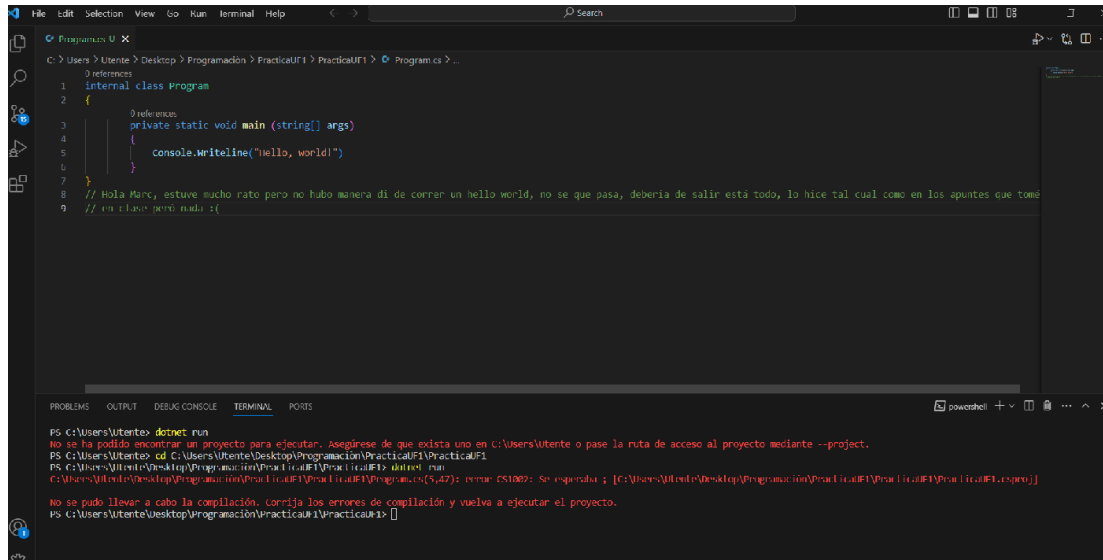 File Edit Selection View Go Run Terminal Help
Search
Program.cs U
C: > Users > Utente > Desktop > Programación > PracticaUF1 > PracticaUF1 > Program.cs > ...
0 references
1 internal class Program
2 {
0 references
3 private static void main (string[] args)
4 {
5 Console.Writeline("Hello, world!")
6 }
7 }
8 // Hola Marc, estuve mucho rato pero no hubo manera di de correr un hello world, no se que pasa, deberia de salir está todo, lo hice tal cual como en los apuntes que tomé
9 // en clase però nada :(
PROBLEMS OUTPUT DEBUG CONSOLE TERMINAL PORTS
powershell
PS C:\Users\Utente> dotnet run
No se ha podido encontrar un proyecto para ejecutar. Asegúrese de que exista uno en C:\Users\Utente o pase la ruta de acceso al proyecto mediante --project.
PS C:\Users\Utente> cd C:\Users\Utente\Desktop\Programación\PracticaUF1\PracticaUF1
PS C:\Users\Utente\Desktop\Programación\PracticaUF1\PracticaUF1> dotnet run
C:\Users\Utente\Desktop\Programación\PracticaUF1\PracticaUF1\Program.cs(5,47): error CS1002: Se esperaba ; [C:\Users\Utente\Desktop\Programación\PracticaUF1\PracticaUF1\PracticaUF1.csproj]
No se pudo llevar a cabo la compilación. Corrija los errores de compilación y vuelva a ejecutar el proyecto.
PS C:\Users\Utente\Desktop\Programación\PracticaUF1\PracticaUF1>